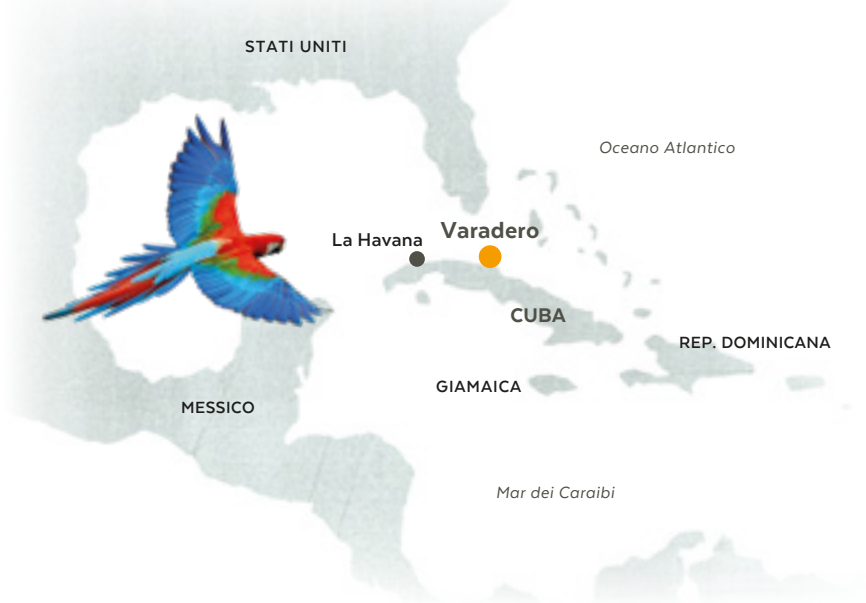 STATI UNITI
Oceano Atlantico
Varadero
La Havana
CUBA
REP. DOMINICANA
GIAMAICA
MESSICO
Mar dei Caraibi